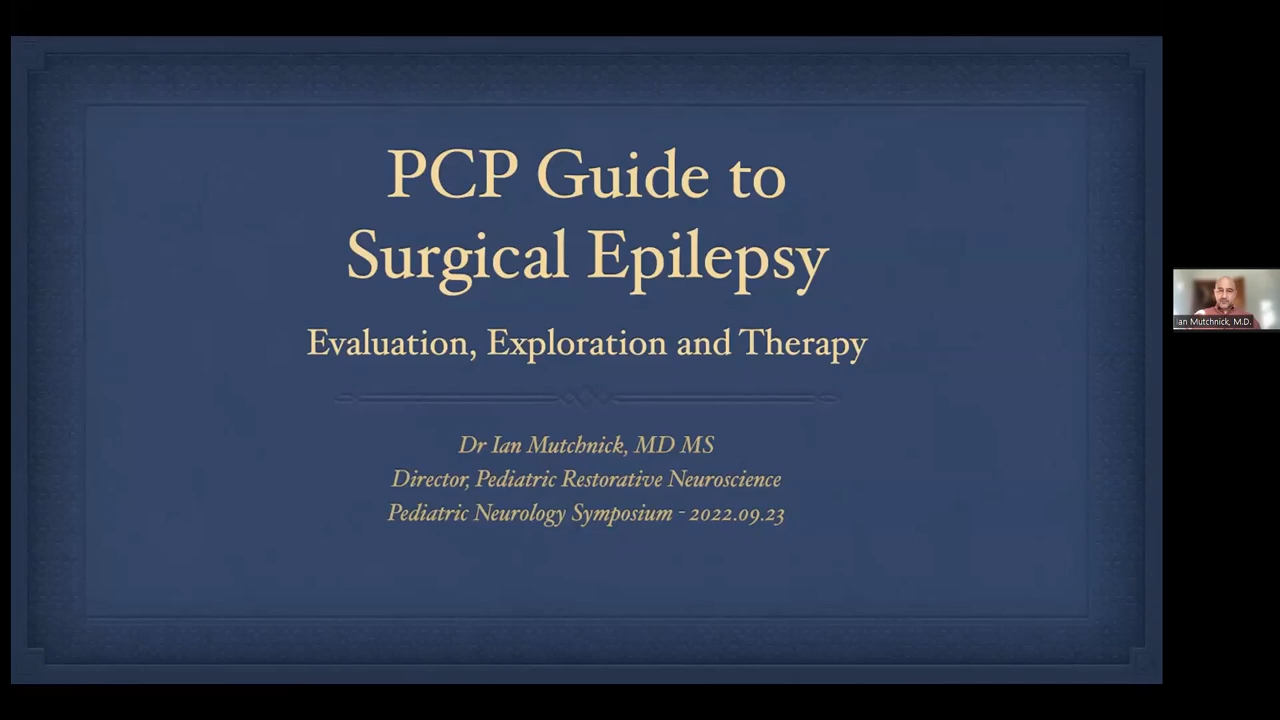 PCP Guide to
Surgical Epilepsy
Evaluation, Exploration and Therapy
Dr Ian Mutchnick, MD MS
Director, Pediatric Restorative Neuroscience
Pediatric Neurology Symposium - 2022.09.23
Ian Mutchnick, M.D.